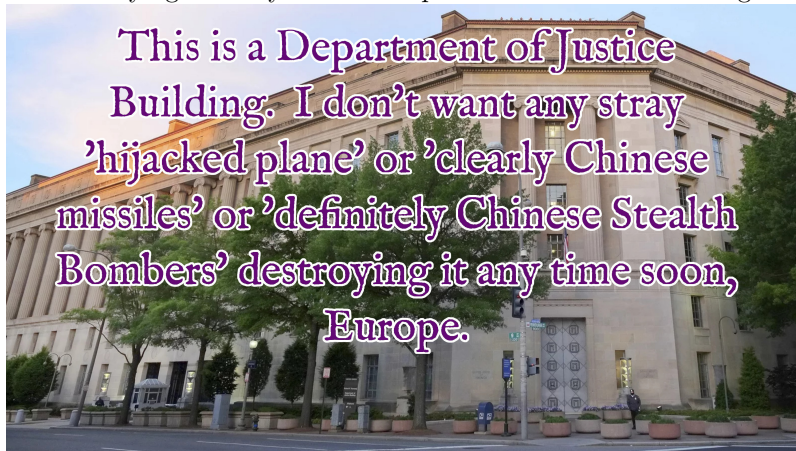 This is a Department of Justice
Building.  I don't want any stray
'hijacked plane' or 'clearly Chinese
missiles' or 'definitely Chinese Stealth
Bombers' destroying it any time soon,
Europe.